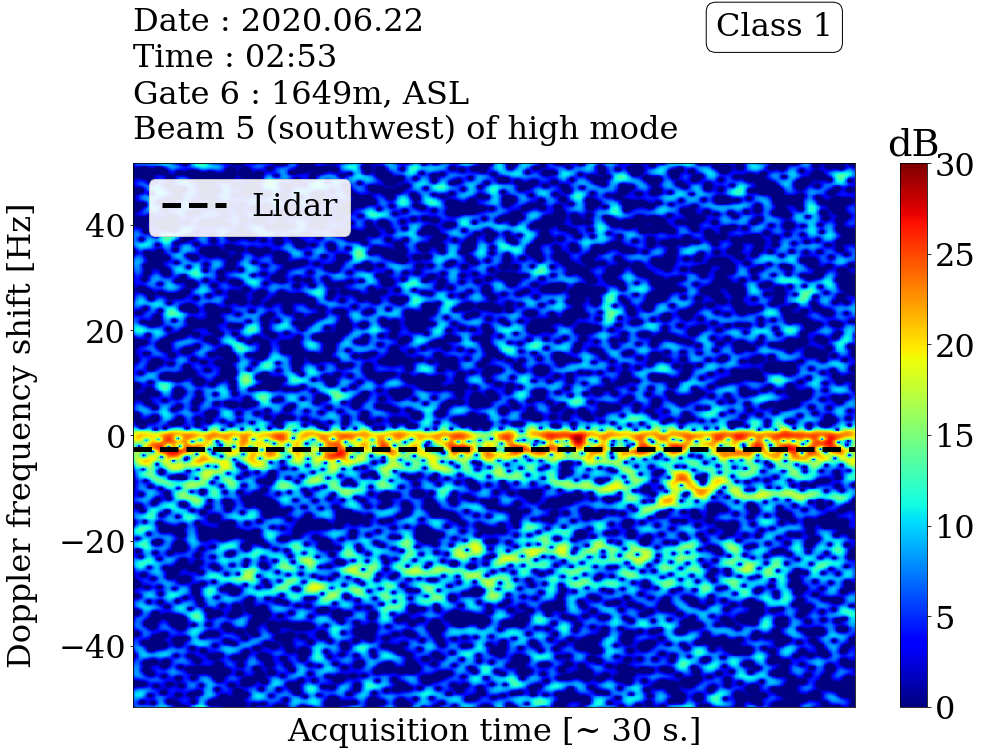 Date : 2020.06.22
Time : 02:53
Gate 6 : 1649m, ASL
Beam 5 (southwest) of high mode
Class 1
dB
Lidar
Doppler frequency shift [Hz]
40
20
0
−20
−40
Acquisition time [~ 30 s.]
30
25
20
15
10
5
0